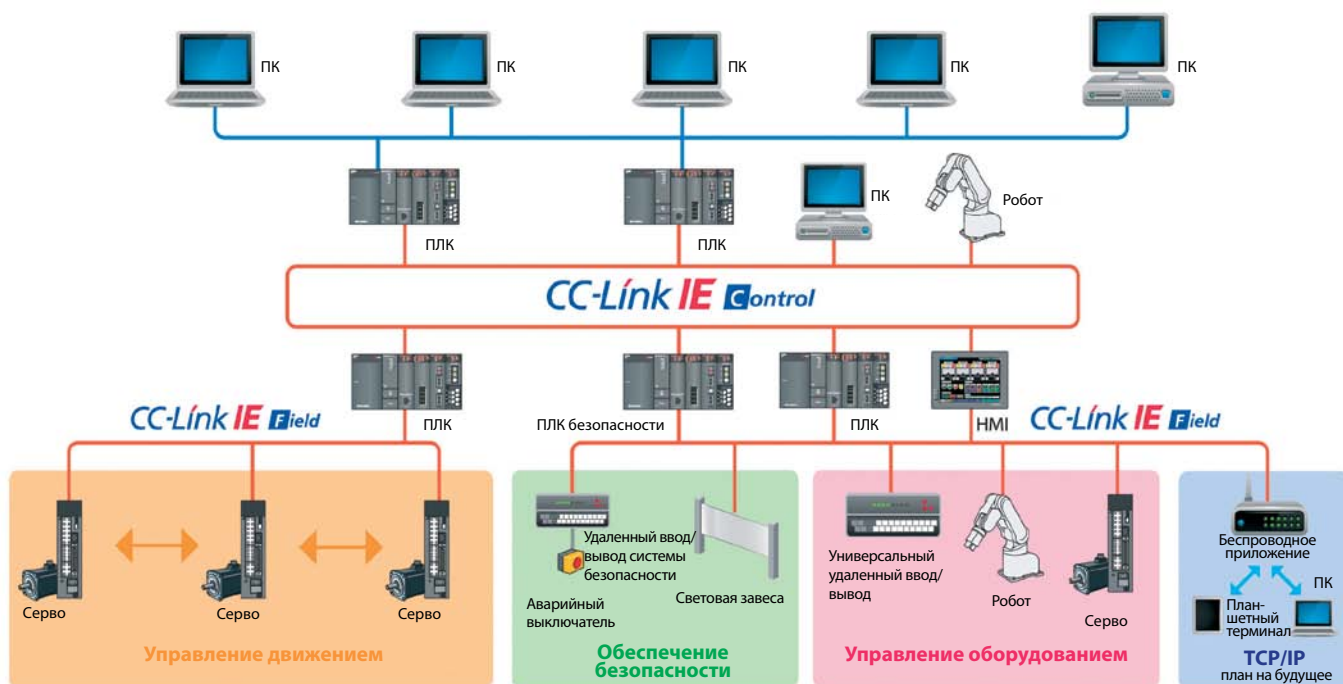 ПК
ПК
ПК
ПК
ПК
ПК
Робот
ПЛК
ПЛК
CC-Link IE Control
CC-Link IE Field
ПЛК
ПЛК безопасности
ПЛК
HMI
CC-Link IE Field
Серво
Серво
Серво
Управление движением
Удаленный ввод/
вывод системы
безопасности
Аварийный
выключатель
Световая завеса
Обеспечение
безопасности
Универсальный
удаленный ввод/
вывод
Робот
Серво
Управление оборудованием
Беспроводное
приложение
ПК
План-
шетный
терминал
TCP/IP
план на будущее